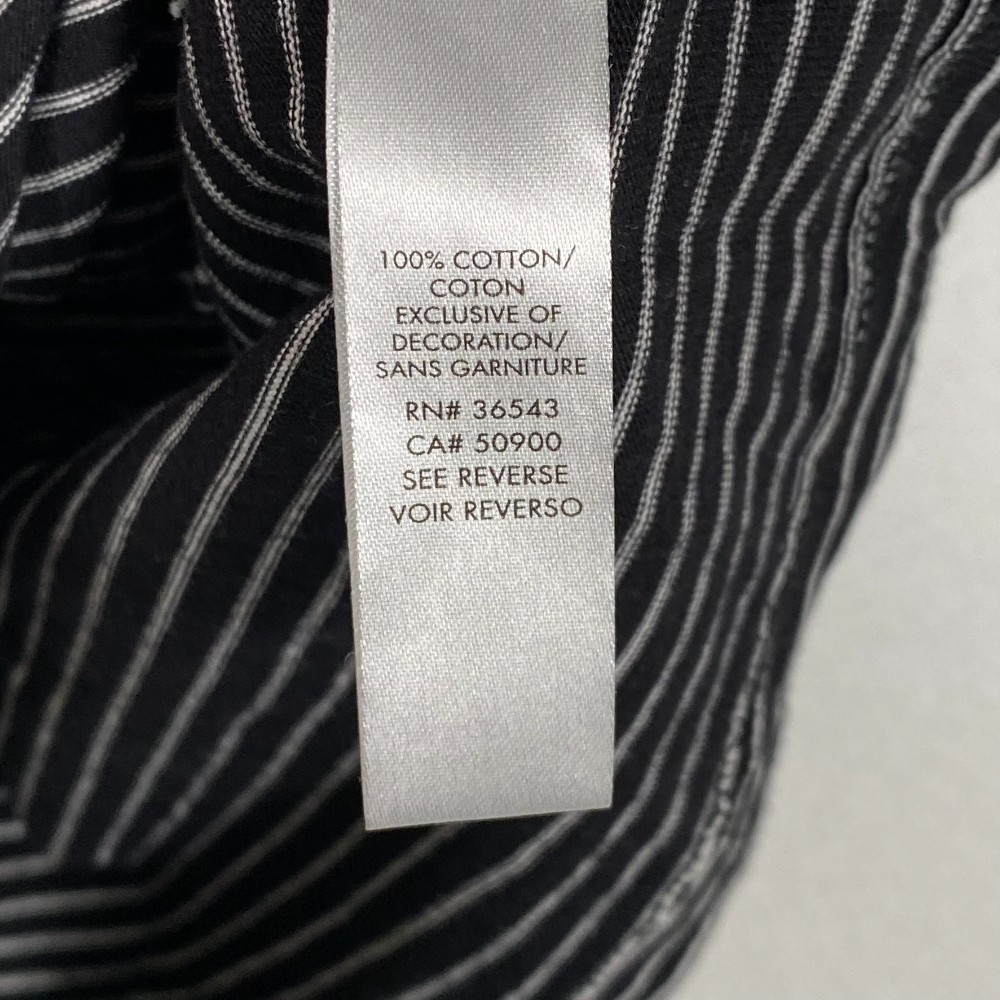 100% COTTON/
COTON
EXCLUSIVE OF
DECORATION/
SANS GARNITURE
RN# 36543
CA# 50900
SEE REVERSE
VOIR REVERSO